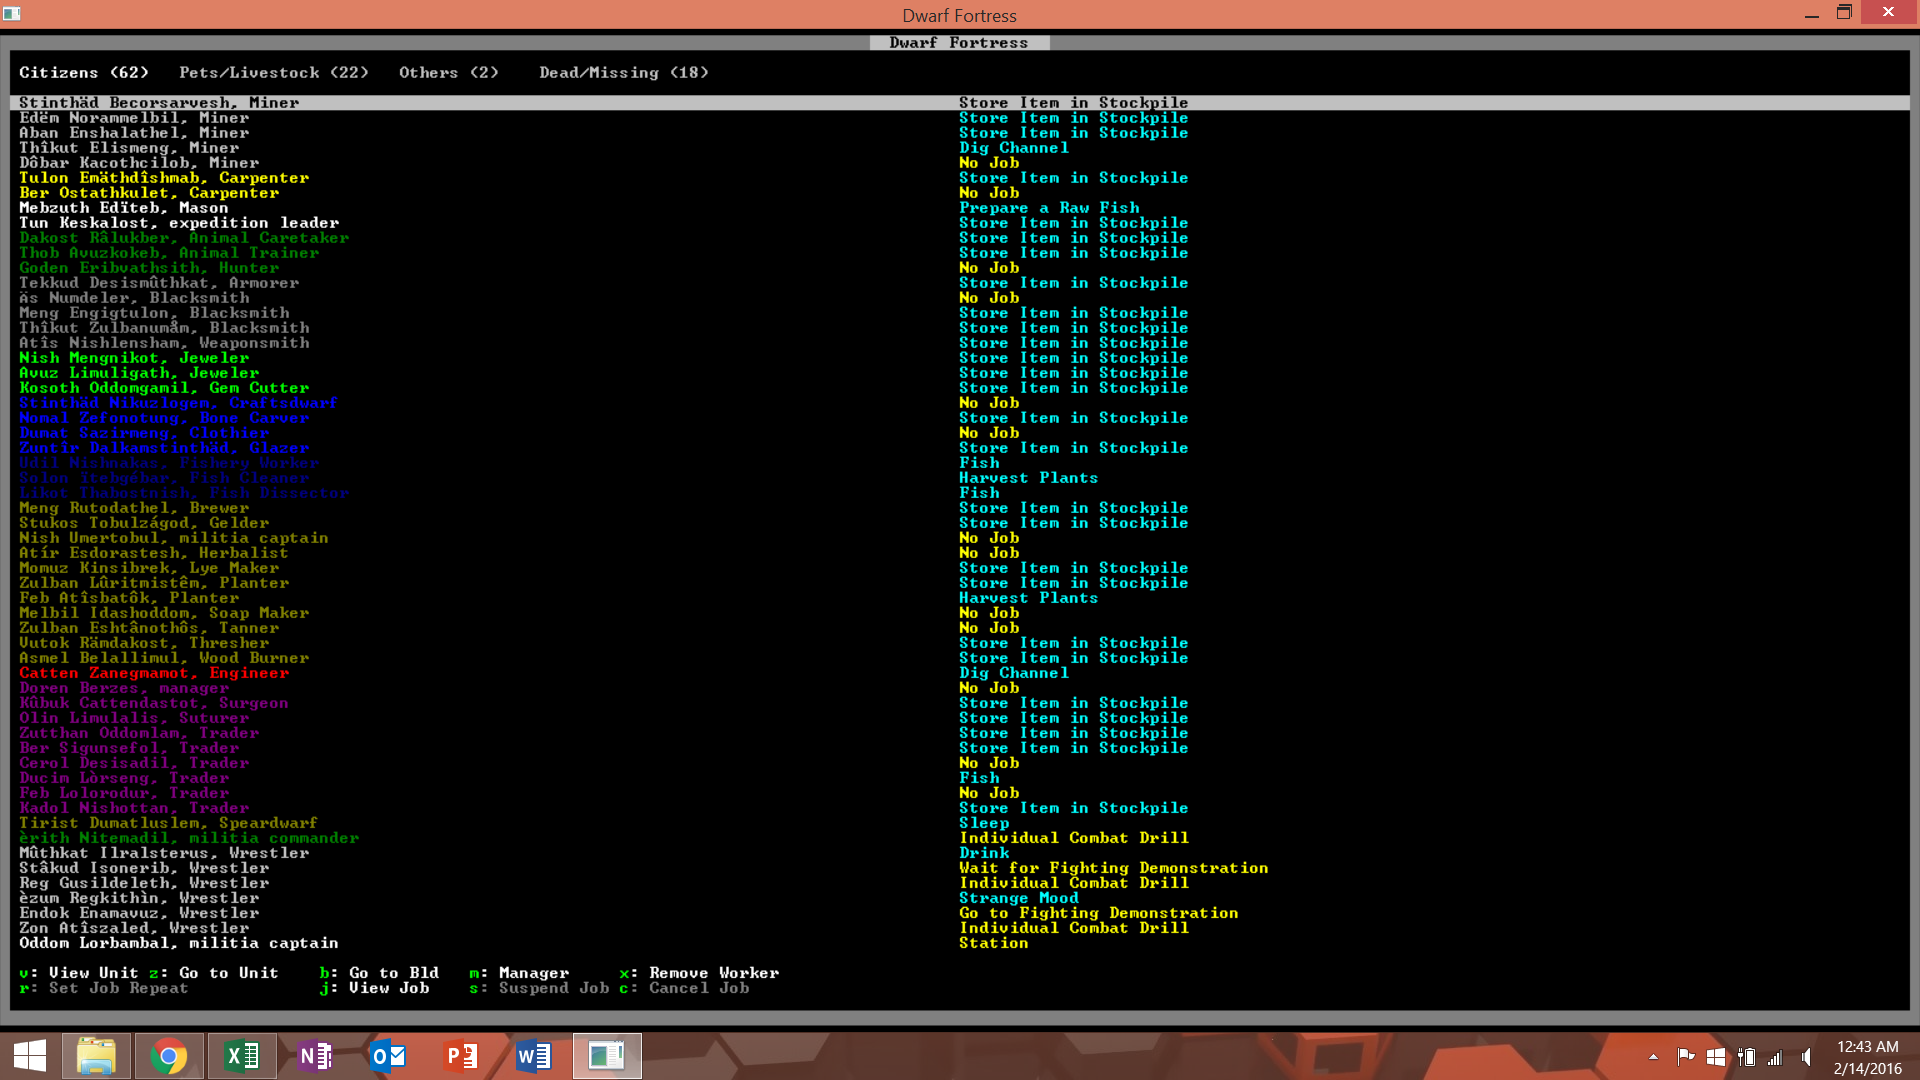 Dwarf Fortress
Dwarf Fortress
Citizens (62) Pets/Livestock (22) Others (2) Dead/Missing (18)
Stinthäd Becorsarvesh, Miner Store Item in Stockpile
Edëm Norammelbil, Miner Store Item in Stockpile
Aban Enshalathel, Miner Store Item in Stockpile
Thîkut Elismeng, Miner Dig Channel
Dôbar Kacothcilob, Miner No Job
Tulon Emäthdîshmab, Carpenter Store Item in Stockpile
Ber Ostathkulet, Carpenter No Job
Mebzuth Edïteb, Mason Prepare a Raw Fish
Tun Keskalost, expedition leader Store Item in Stockpile
Dakost Râlukber, Animal Caretaker Store Item in Stockpile
Thob Avuzkokeb, Animal Trainer Store Item in Stockpile
Goden Eribvathsith, Hunter No Job
Tekkud Desismûthkat, Armorer Store Item in Stockpile
Äs Numdeler, Blacksmith No Job
Meng Engigtulon, Blacksmith Store Item in Stockpile
Thîkut Zulbanumåm, Blacksmith Store Item in Stockpile
Atîs Nishlensham, Weaponsmith Store Item in Stockpile
Nish Mengnikot, Jeweler Store Item in Stockpile
Avuz Limuligath, Jeweler Store Item in Stockpile
Kosoth Oddomgamil, Gem Cutter Store Item in Stockpile
Stinthäd Nikuzlogem, Craftsdwarf No Job
Nomal Zefonotung, Bone Carver Store Item in Stockpile
Dumat Sazirmeng, Clothier No Job
Zuntîr Dalkamstinthäd, Glazer Store Item in Stockpile
Udil Nishmakas, Fishery Worker Fish
Solon Ïtebgëbar, Fish Cleaner Harvest Plants
Likot Thabostnish, Fish Dissector Fish
Meng Rutodathel, Brewer Store Item in Stockpile
Stukos Tobulzágod, Gelder Store Item in Stockpile
Nish Umertobul, militia captain No Job
Atír Esdorastesh, Herbalist No Job
Momuz Kinsibrek, Lye Maker Store Item in Stockpile
Zulban Lûritmistêm, Planter Store Item in Stockpile
Feb Atîsbatôk, Planter Harvest Plants
Melbil Idashoddom, Soap Maker No Job
Zulban Eshtânothôs, Tanner No Job
Vutok Rämdakost, Thresher Store Item in Stockpile
Asmel Belallimul, Wood Burner Store Item in Stockpile
Catten Zanegmamot, Engineer Dig Channel
Doren Berzes, manager No Job
Kûbuk Cattendastot, Surgeon Store Item in Stockpile
Olin Limulalis, Suturer Store Item in Stockpile
Zutthan Oddomlam, Trader Store Item in Stockpile
Ber Sigunsefol, Trader Store Item in Stockpile
Cerol Desisadil, Trader No Job
Ducim Lòrseng, Trader Fish
Feb Lolorodur, Trader No Job
Kadol Nishottan, Trader Store Item in Stockpile
Tirist Dumatluslem, Speardwarf Sleep
èrith Nitemadil, militia commander Individual Combat Drill
Mûthkat Ilralsterus, Wrestler Drink
Stâkud Isonerib, Wrestler Wait for Fighting Demonstration
Reg Gusildeleth, Wrestler Individual Combat Drill
èzum Regkithìn, Wrestler Strange Mood
Endok Enamavuz, Wrestler Go to Fighting Demonstration
Zon Atîszaled, Wrestler Individual Combat Drill
Oddom Lorbambal, militia captain Station
v: View Unit z: Go to Unit b: Go to Bld m: Manager x: Remove Worker
r: Set Job Repeat j: View Job s: Suspend Job c: Cancel Job
12:43 AM
2/14/2016